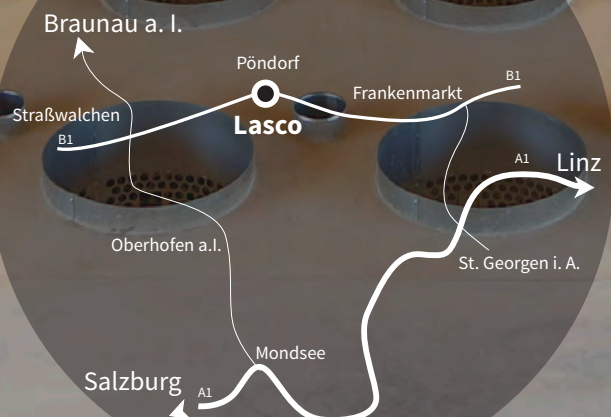 Braunau a. I.
Pöndorf
B1
Frankenmarkt
Straßwalchen
Lasco
B1
A1
Linz
Oberhofen a.I.
St. Georgen i. A.
Mondsee
Salzburg
A1